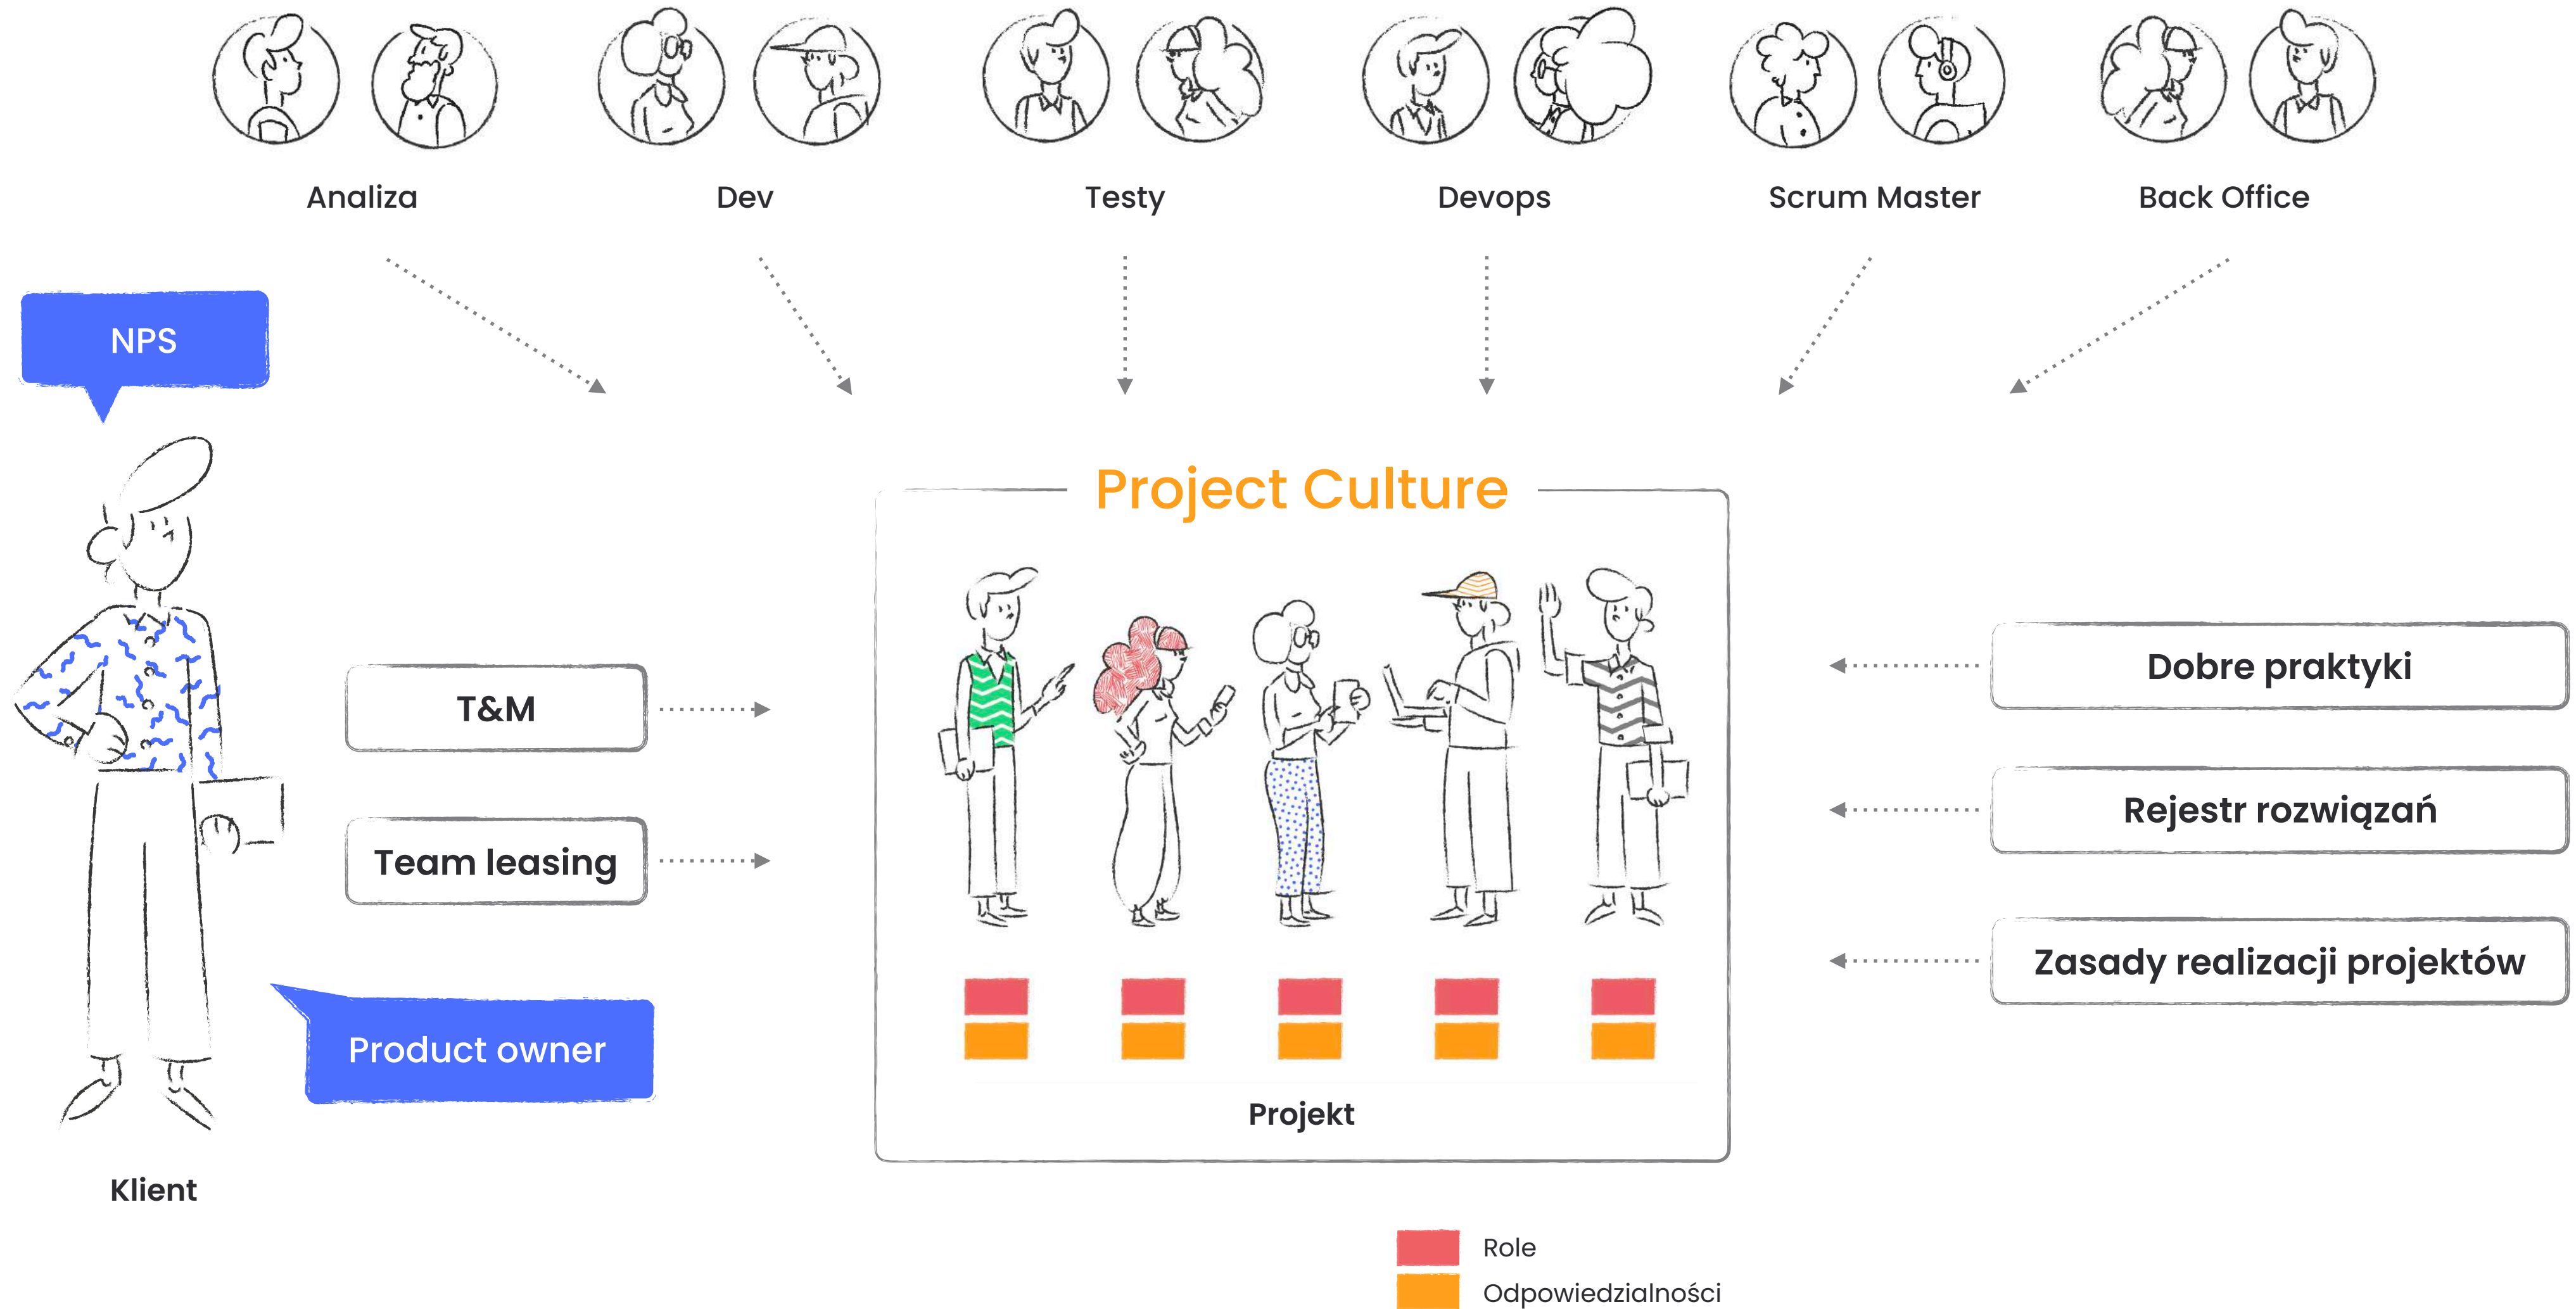 Analiza
Dev
Testy
Devops
Scrum Master
Back Office
NPS
Project Culture
T&M
Team leasing
Dobre praktyki
Rejestr rozwiązań
Zasady realizacji projektów
Product owner
Projekt
Klient
Role
Odpowiedzialności